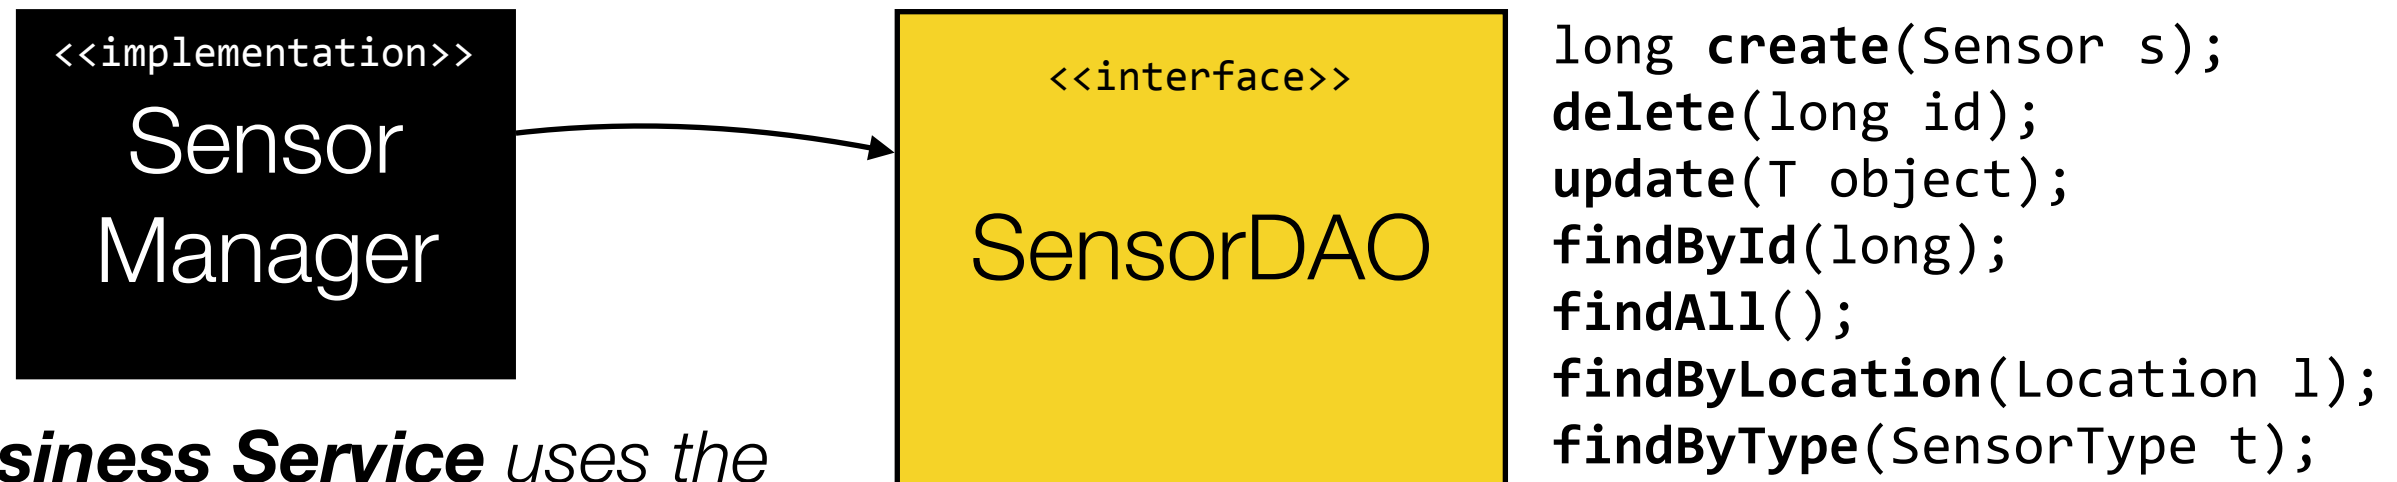 <<implementation>>
Sensor
Manager
siness Service uses the
<<interface>>
SensorDAO
long create(Sensor s);
delete(long id);
update(T object);
findById(long);
findAll();
findByLocation(Location l);
findByType(SensorType t);